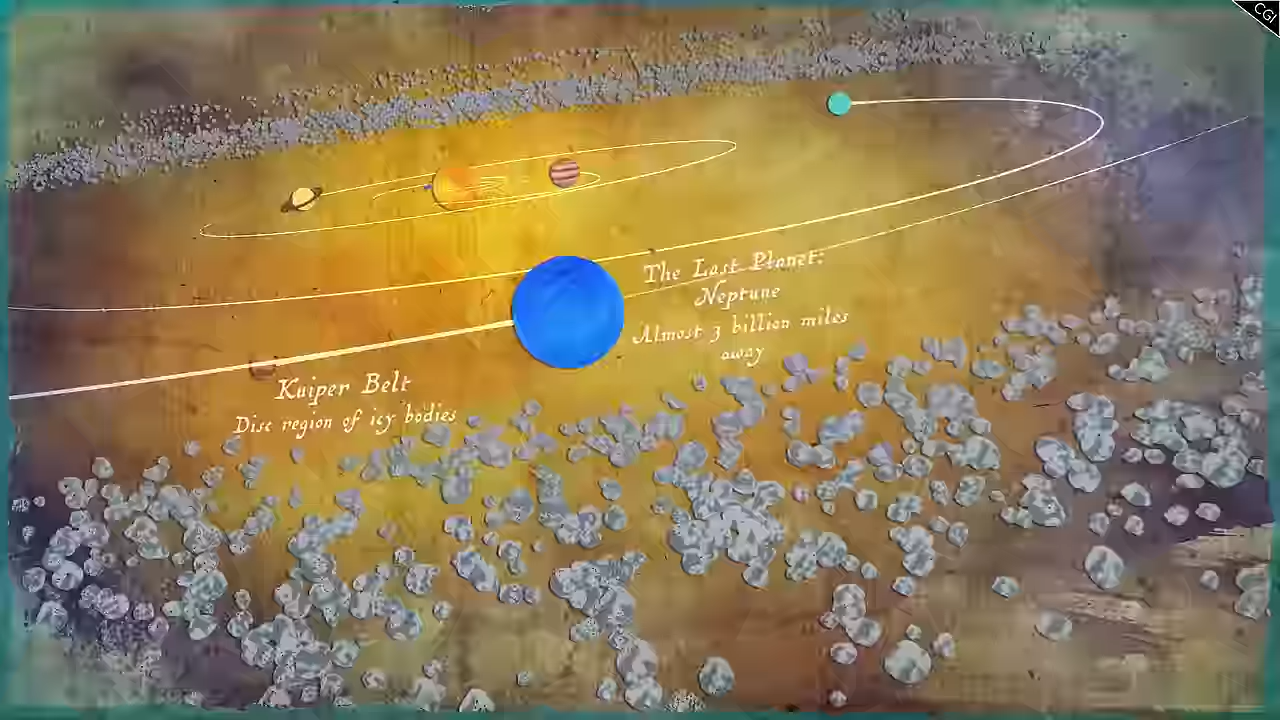 CGI
The Last Planet:
Neptune
Almost 3 billion miles
away
Kuiper Belt
Disc region of icy bodies